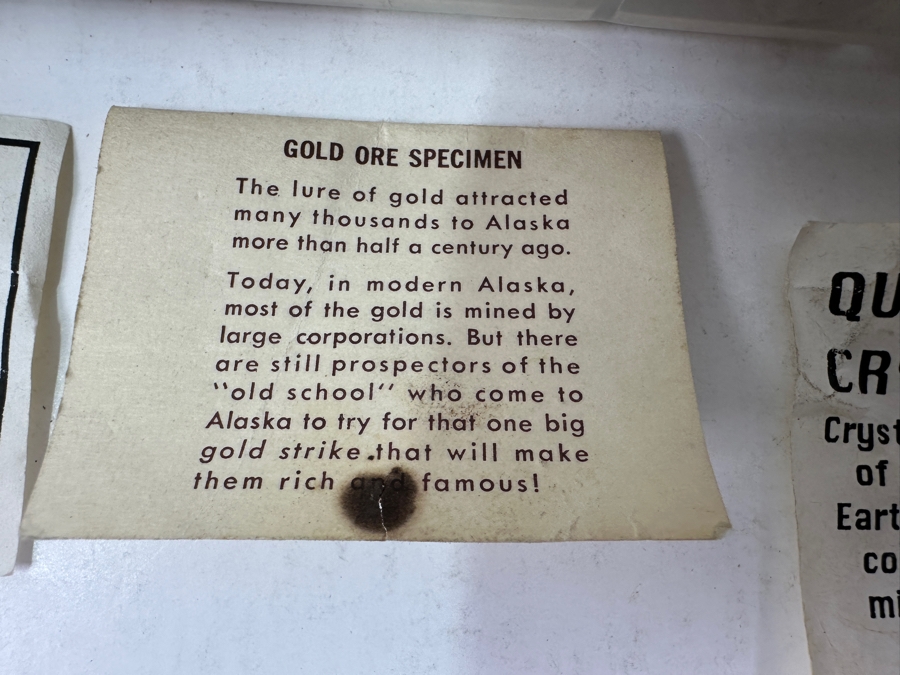 GOLD ORE SPECIMEN
The lure of gold attracted
many thousands to Alaska
more than half a century ago.
Today, in modern Alaska,
most of the gold is mined by
large corporations. But there
are still prospectors of the
"old school" who come to
Alaska to try for that one big
gold strike.that will make
them rich and famous!
QU
CR
Cryst
of
Eart
co
mi